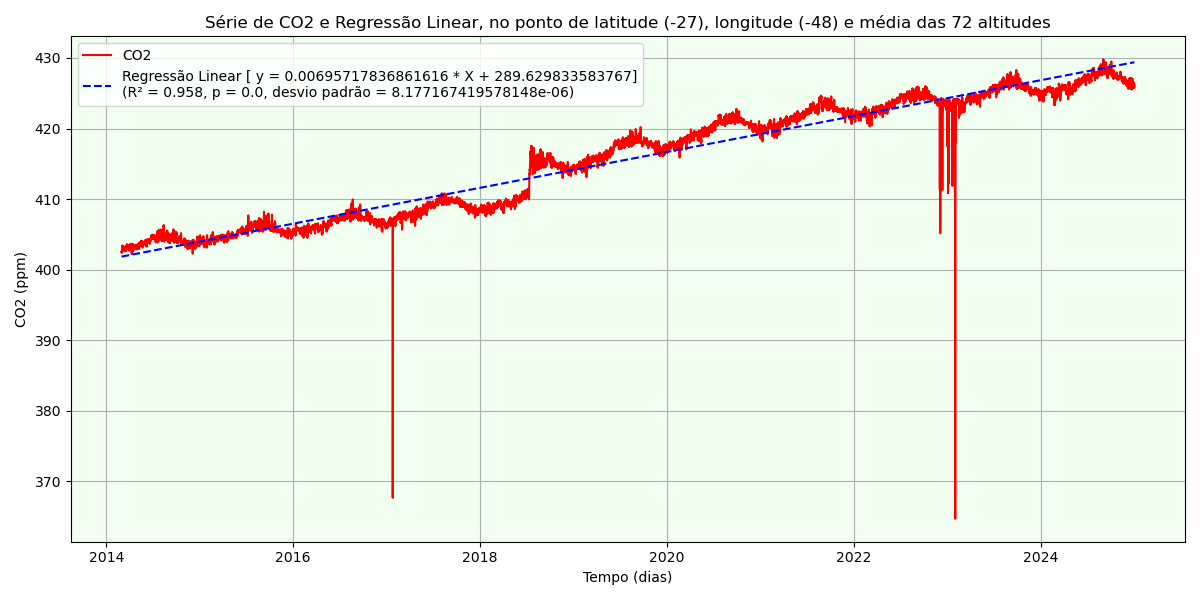 Série de CO2 e Regressão Linear, no ponto de latitude (-27), longitude (-48) e média das 72 altitudes
CO2
Regressão Linear [ y = 0.00695717836861616 * X + 289.629833583767]
(R² = 0.958, p = 0.0, desvio padrão = 8.177167419578148e-06)
CO2 (ppm)
430
420
410
400
390
380
370
2014
2016
2018
2020
2022
2024
Tempo (dias)